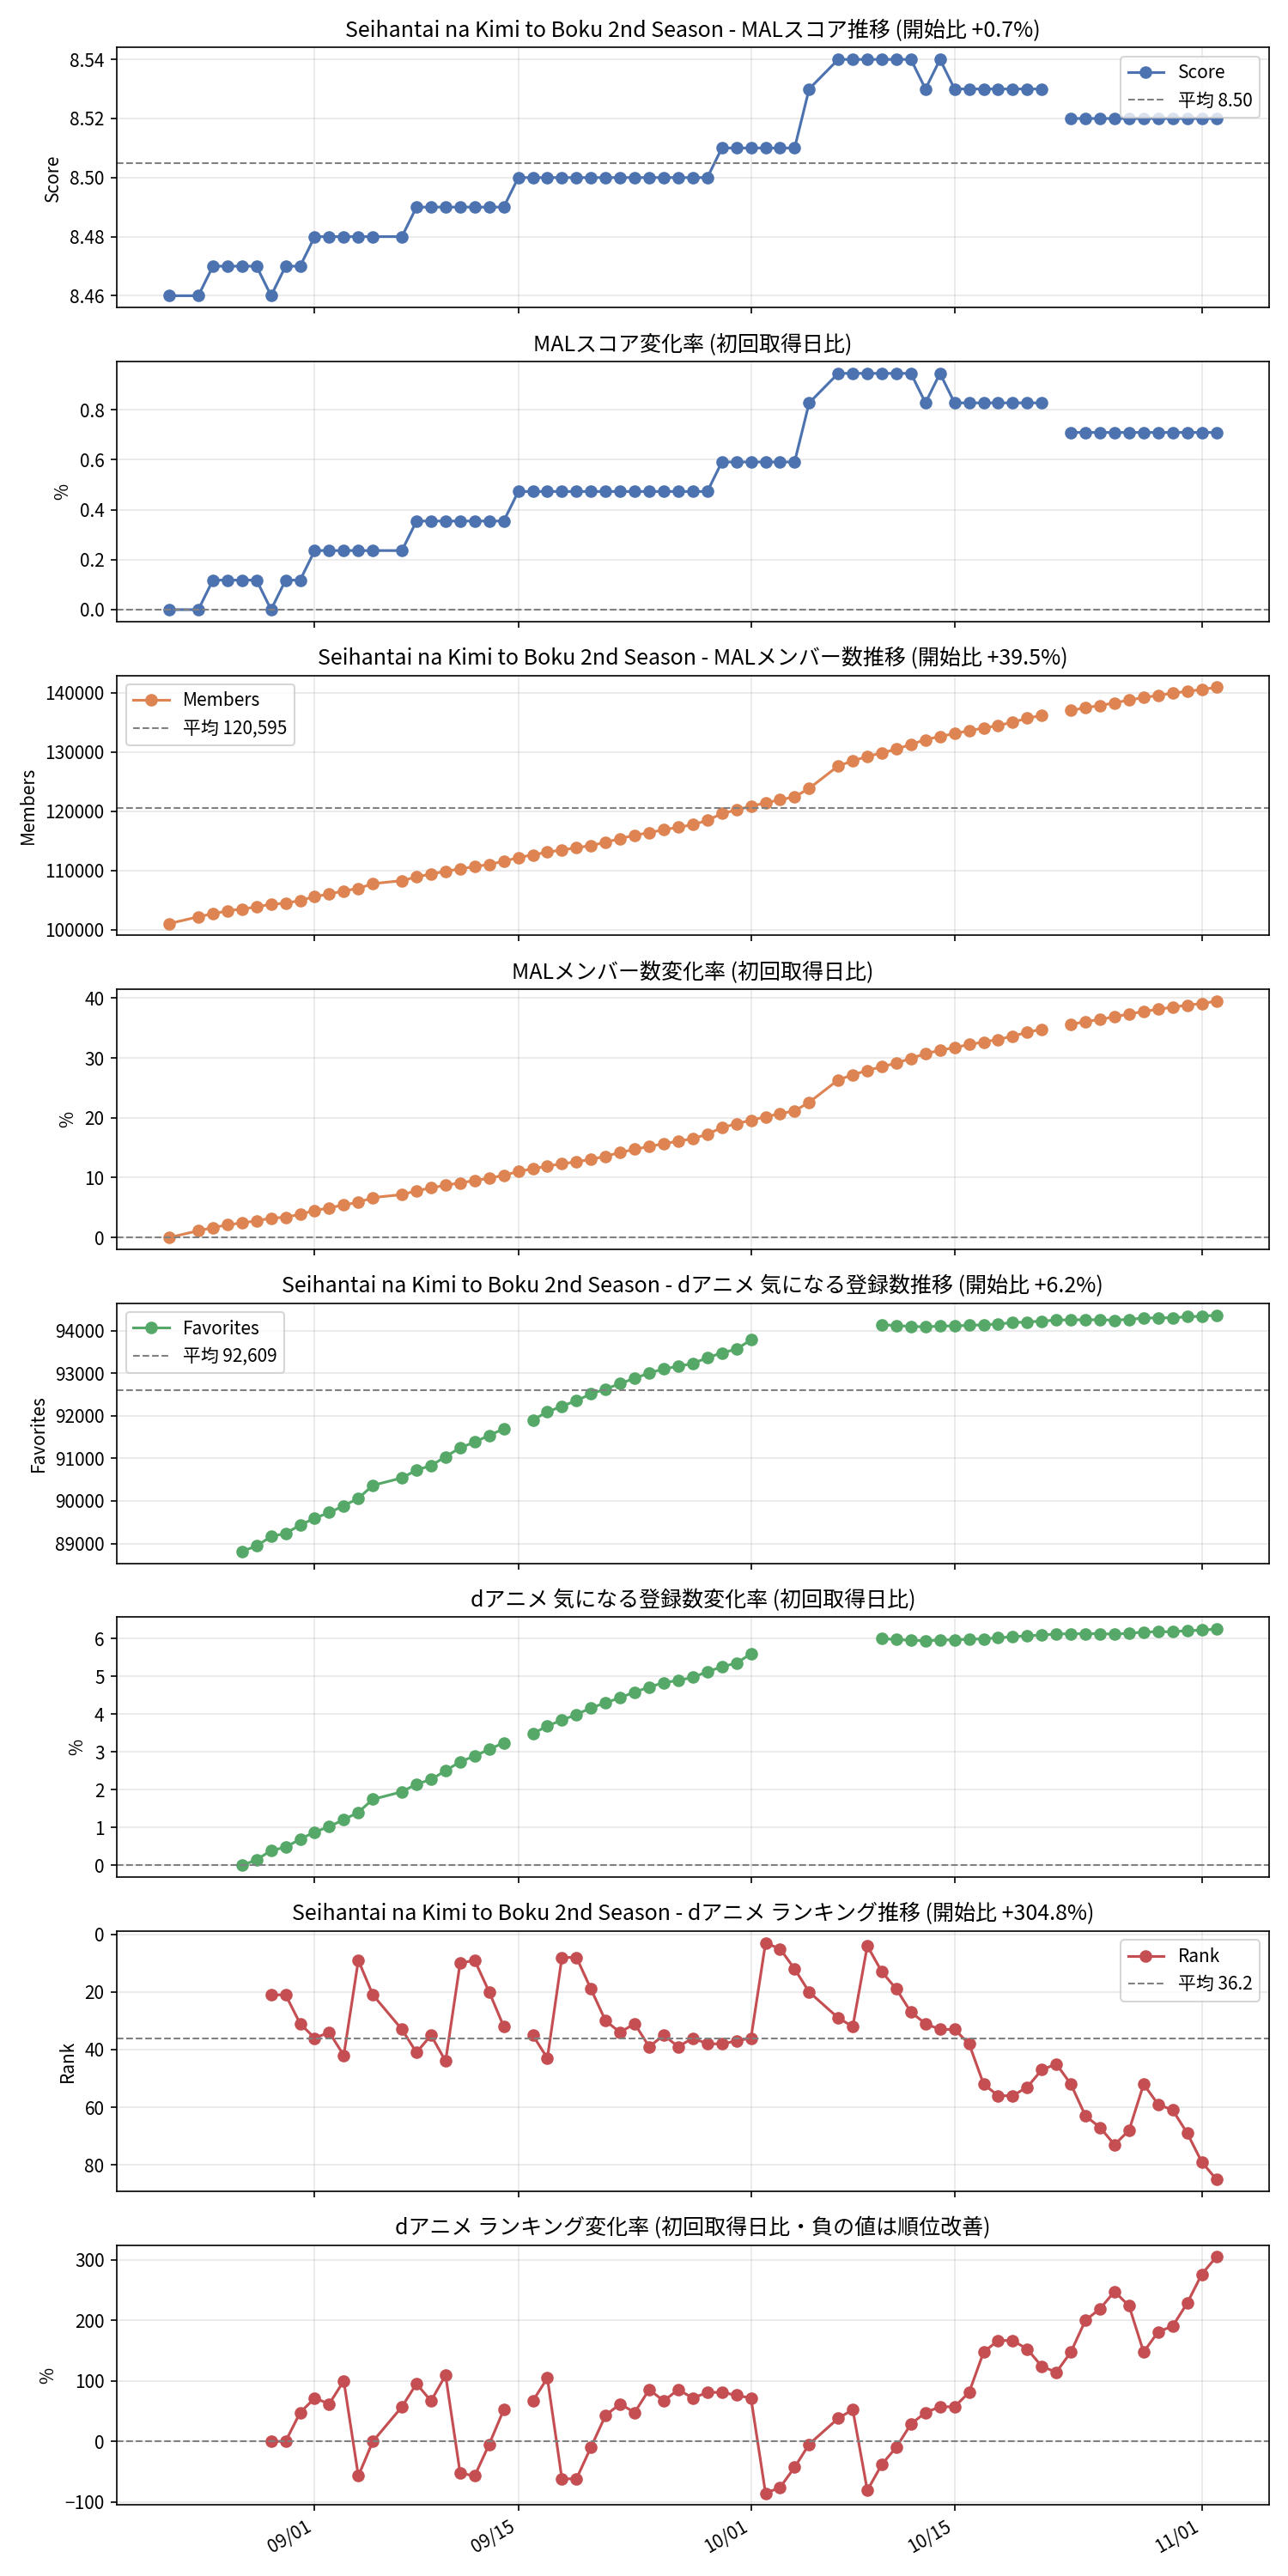 Seihantai na Kimi to Boku 2nd Season - MALスコア推移 (開始比 +0.7%)
8.54
8.52
8.50
8.48
8.46
Score
Score
平均 8.50
MALスコア変化率 (初回取得日比)
0.8
0.6
0.4
0.2
0.0
%
Seihantai na Kimi to Boku 2nd Season - MALメンバー数推移 (開始比 +39.5%)
140000
130000
120000
110000
100000
Members
Members
平均 120,595
MALメンバー数変化率 (初回取得日比)
40
30
20
10
0
%
Seihantai na Kimi to Boku 2nd Season - dアニメ 気になる登録数推移 (開始比 +6.2%)
94000
93000
92000
91000
90000
89000
Favorites
Favorites
平均 92,609
dアニメ 気になる登録数変化率 (初回取得日比)
6
5
4
3
2
1
0
%
Seihantai na Kimi to Boku 2nd Season - dアニメ ランキング推移 (開始比 +304.8%)
0
20
40
60
80
Rank
Rank
平均 36.2
dアニメ ランキング変化率 (初回取得日比・負の値は順位改善)
300
200
100
0
−100
%
09/01
09/15
10/01
10/15
11/01